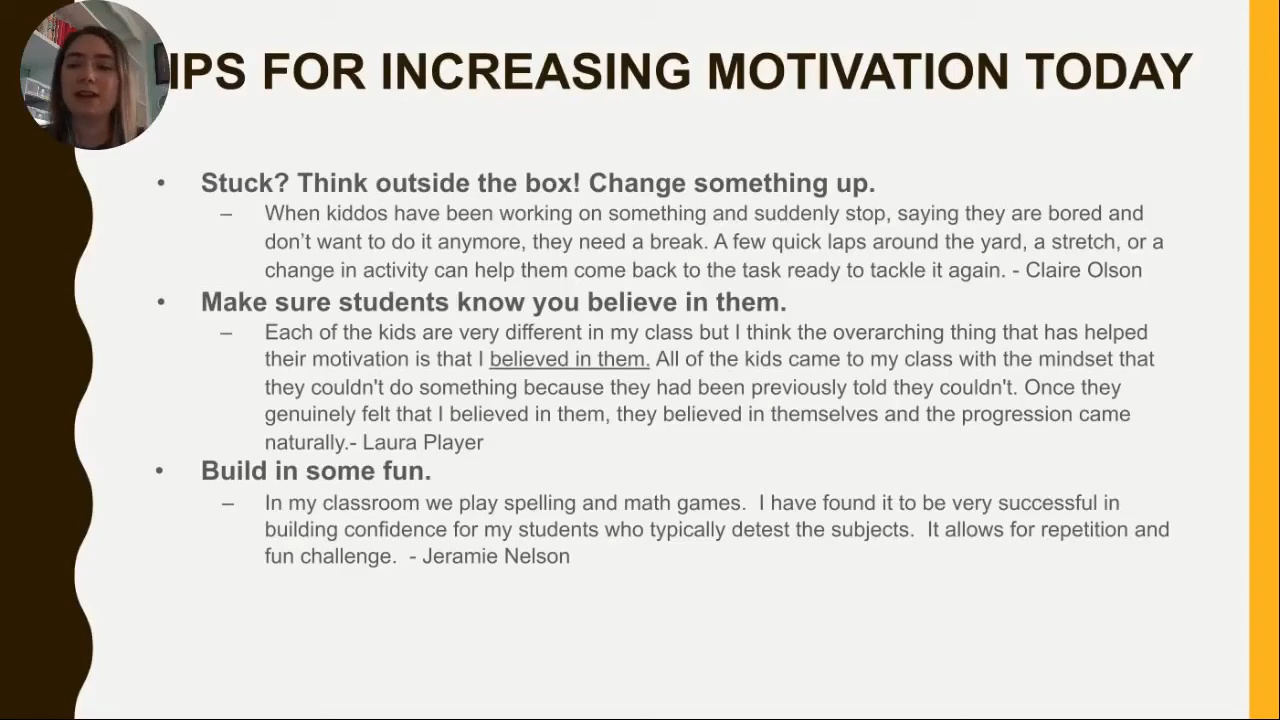 IPS FOR INCREASING MOTIVATION TODAY
• Stuck? Think outside the box! Change something up.
– When kiddos have been working on something and suddenly stop, saying they are bored and
don’t want to do it anymore, they need a break. A few quick laps around the yard, a stretch, or a
change in activity can help them come back to the task ready to tackle it again. - Claire Olson
• Make sure students know you believe in them.
– Each of the kids are very different in my class but I think the overarching thing that has helped
their motivation is that I believed in them. All of the kids came to my class with the mindset that
they couldn't do something because they had been previously told they couldn't. Once they
genuinely felt that I believed in them, they believed in themselves and the progression came
naturally.- Laura Player
• Build in some fun.
– In my classroom we play spelling and math games.  I have found it to be very successful in
building confidence for my students who typically detest the subjects.  It allows for repetition and
fun challenge.  - Jeramie Nelson